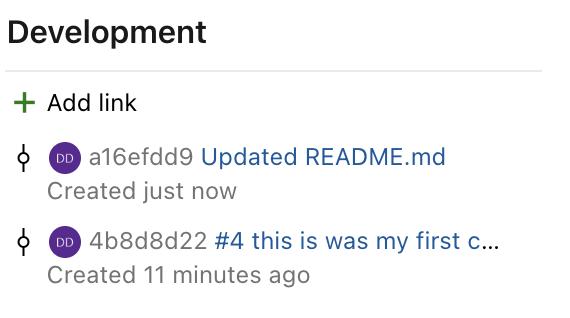 Development
+ Add link
DD a16efdd9 Updated README.md
Created just now
DD 4b8d8d22 #4 this is was my first c...
Created 11 minutes ago